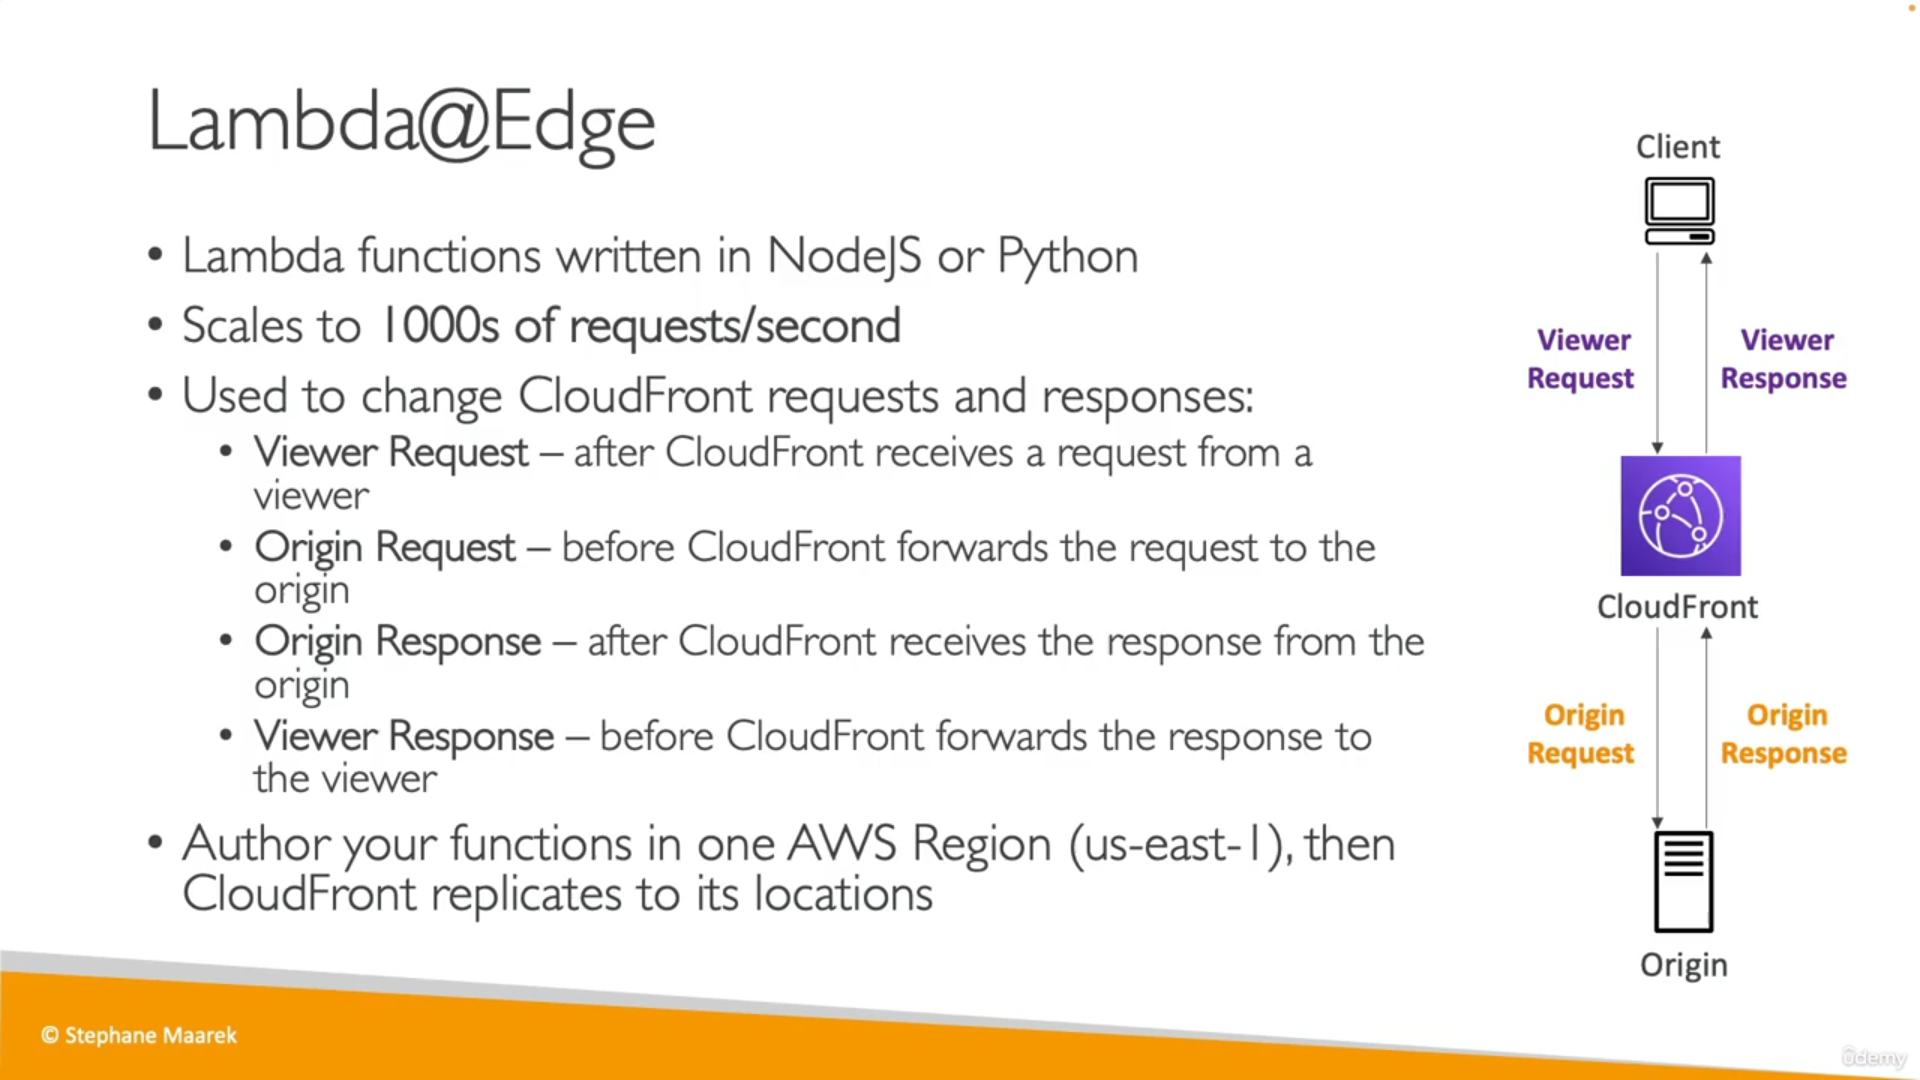 Lambda@Edge
• Lambda functions written in NodeJS or Python
• Scales to 1000s of requests/second
• Used to change CloudFront requests and responses:
• Viewer Request – after CloudFront receives a request from a
viewer
• Origin Request – before CloudFront forwards the request to the
origin
• Origin Response – after CloudFront receives the response from the
origin
• Viewer Response – before CloudFront forwards the response to
the viewer
• Author your functions in one AWS Region (us-east-1), then
CloudFront replicates to its locations
Client
Viewer
Request
Viewer
Response
CloudFront
Origin
Request
Origin
Response
Origin
© Stephane Maarek
ûdemy